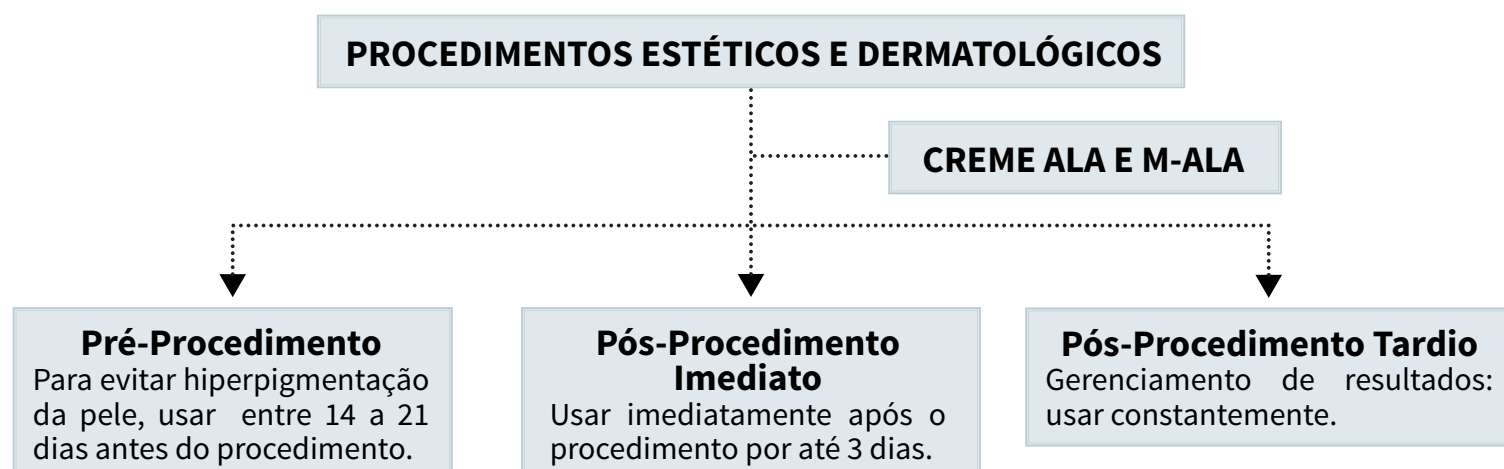 PROCEDIMENTOS ESTÉTICOS E DERMATOLÓGICOS
CREME ALA E M-ALA
Pré-Procedimento
Para evitar hiperpigmentação
da pele, usar entre 14 a 21
dias antes do procedimento.
Pós-Procedimento
Imediato
Usar imediatamente após o
procedimento por até 3 dias.
Pós-Procedimento Tardio
Gerenciamento de resultados:
usar constantemente.